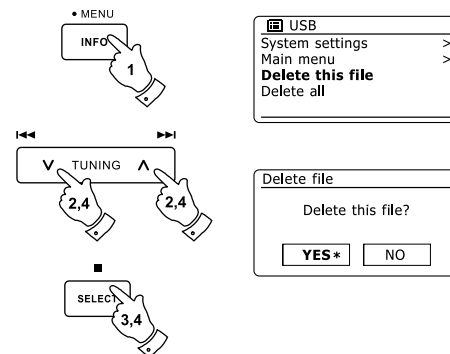 • MENU
INFO
1
∨ TUNING ∧
2,4
2,4
SELECT
3,4
USB
System settings >
Main menu >
Delete this file
Delete all
Delete file
Delete this file?
YES*
NO